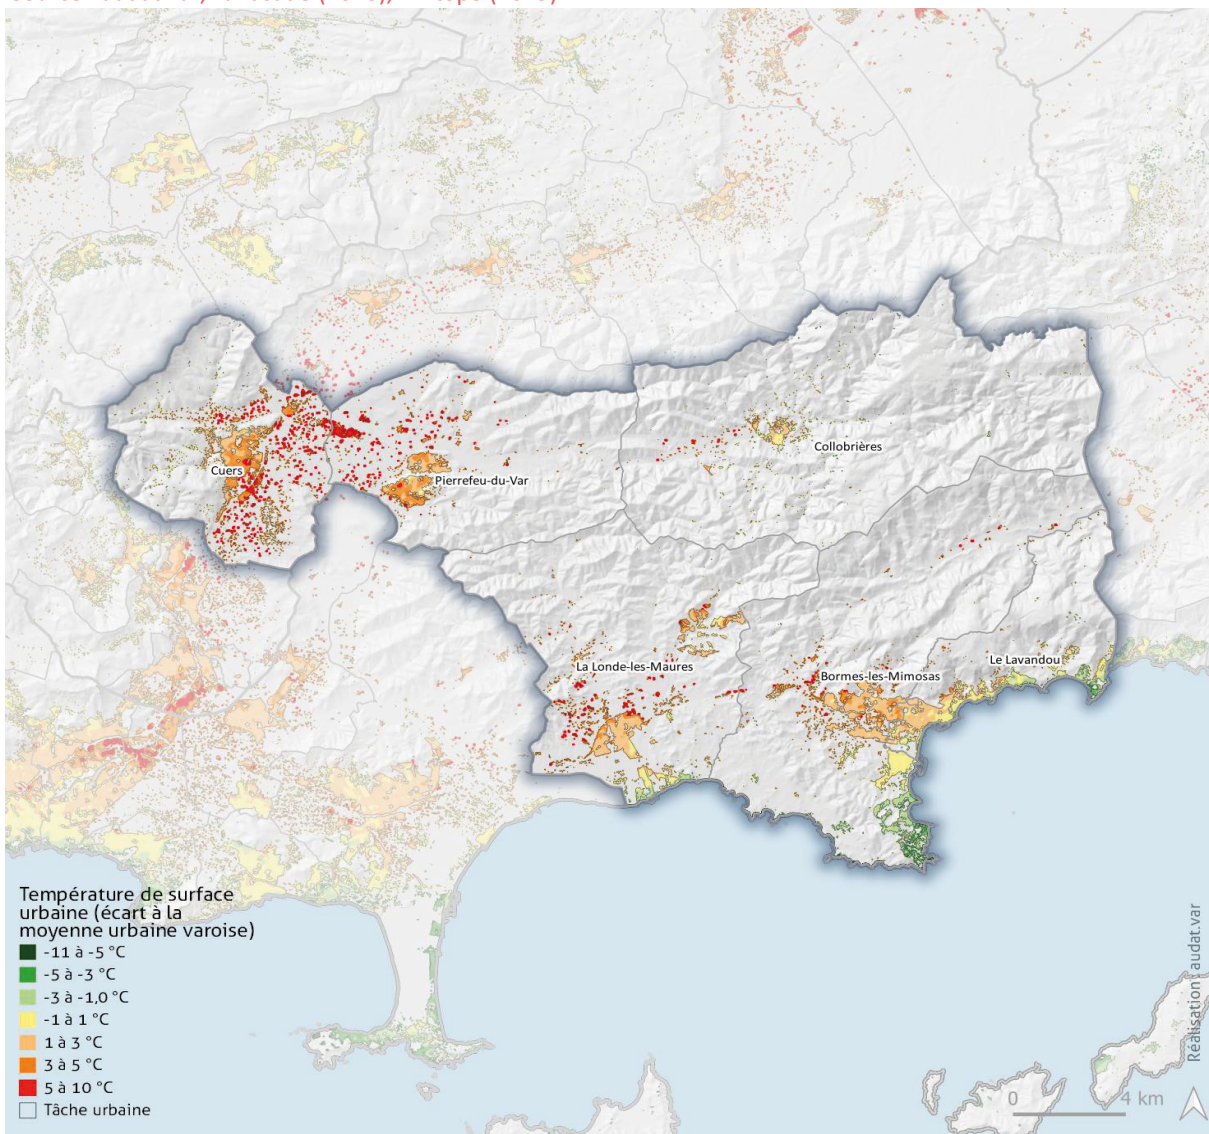 Cuers
Pierrefeu-du-Var
Collobrières
La Londe-les-Maures
Bormes-les-Mimosas
Le Lavandou
Température de surface
urbaine (écart à la
moyenne urbaine varoise)
-11 à -5 °C
-5 à -3 °C
-3 à -1,0 °C
-1 à 1 °C
1 à 3 °C
3 à 5 °C
5 à 10 °C
Tâche urbaine
0 4 km
Réalisation : audat.var